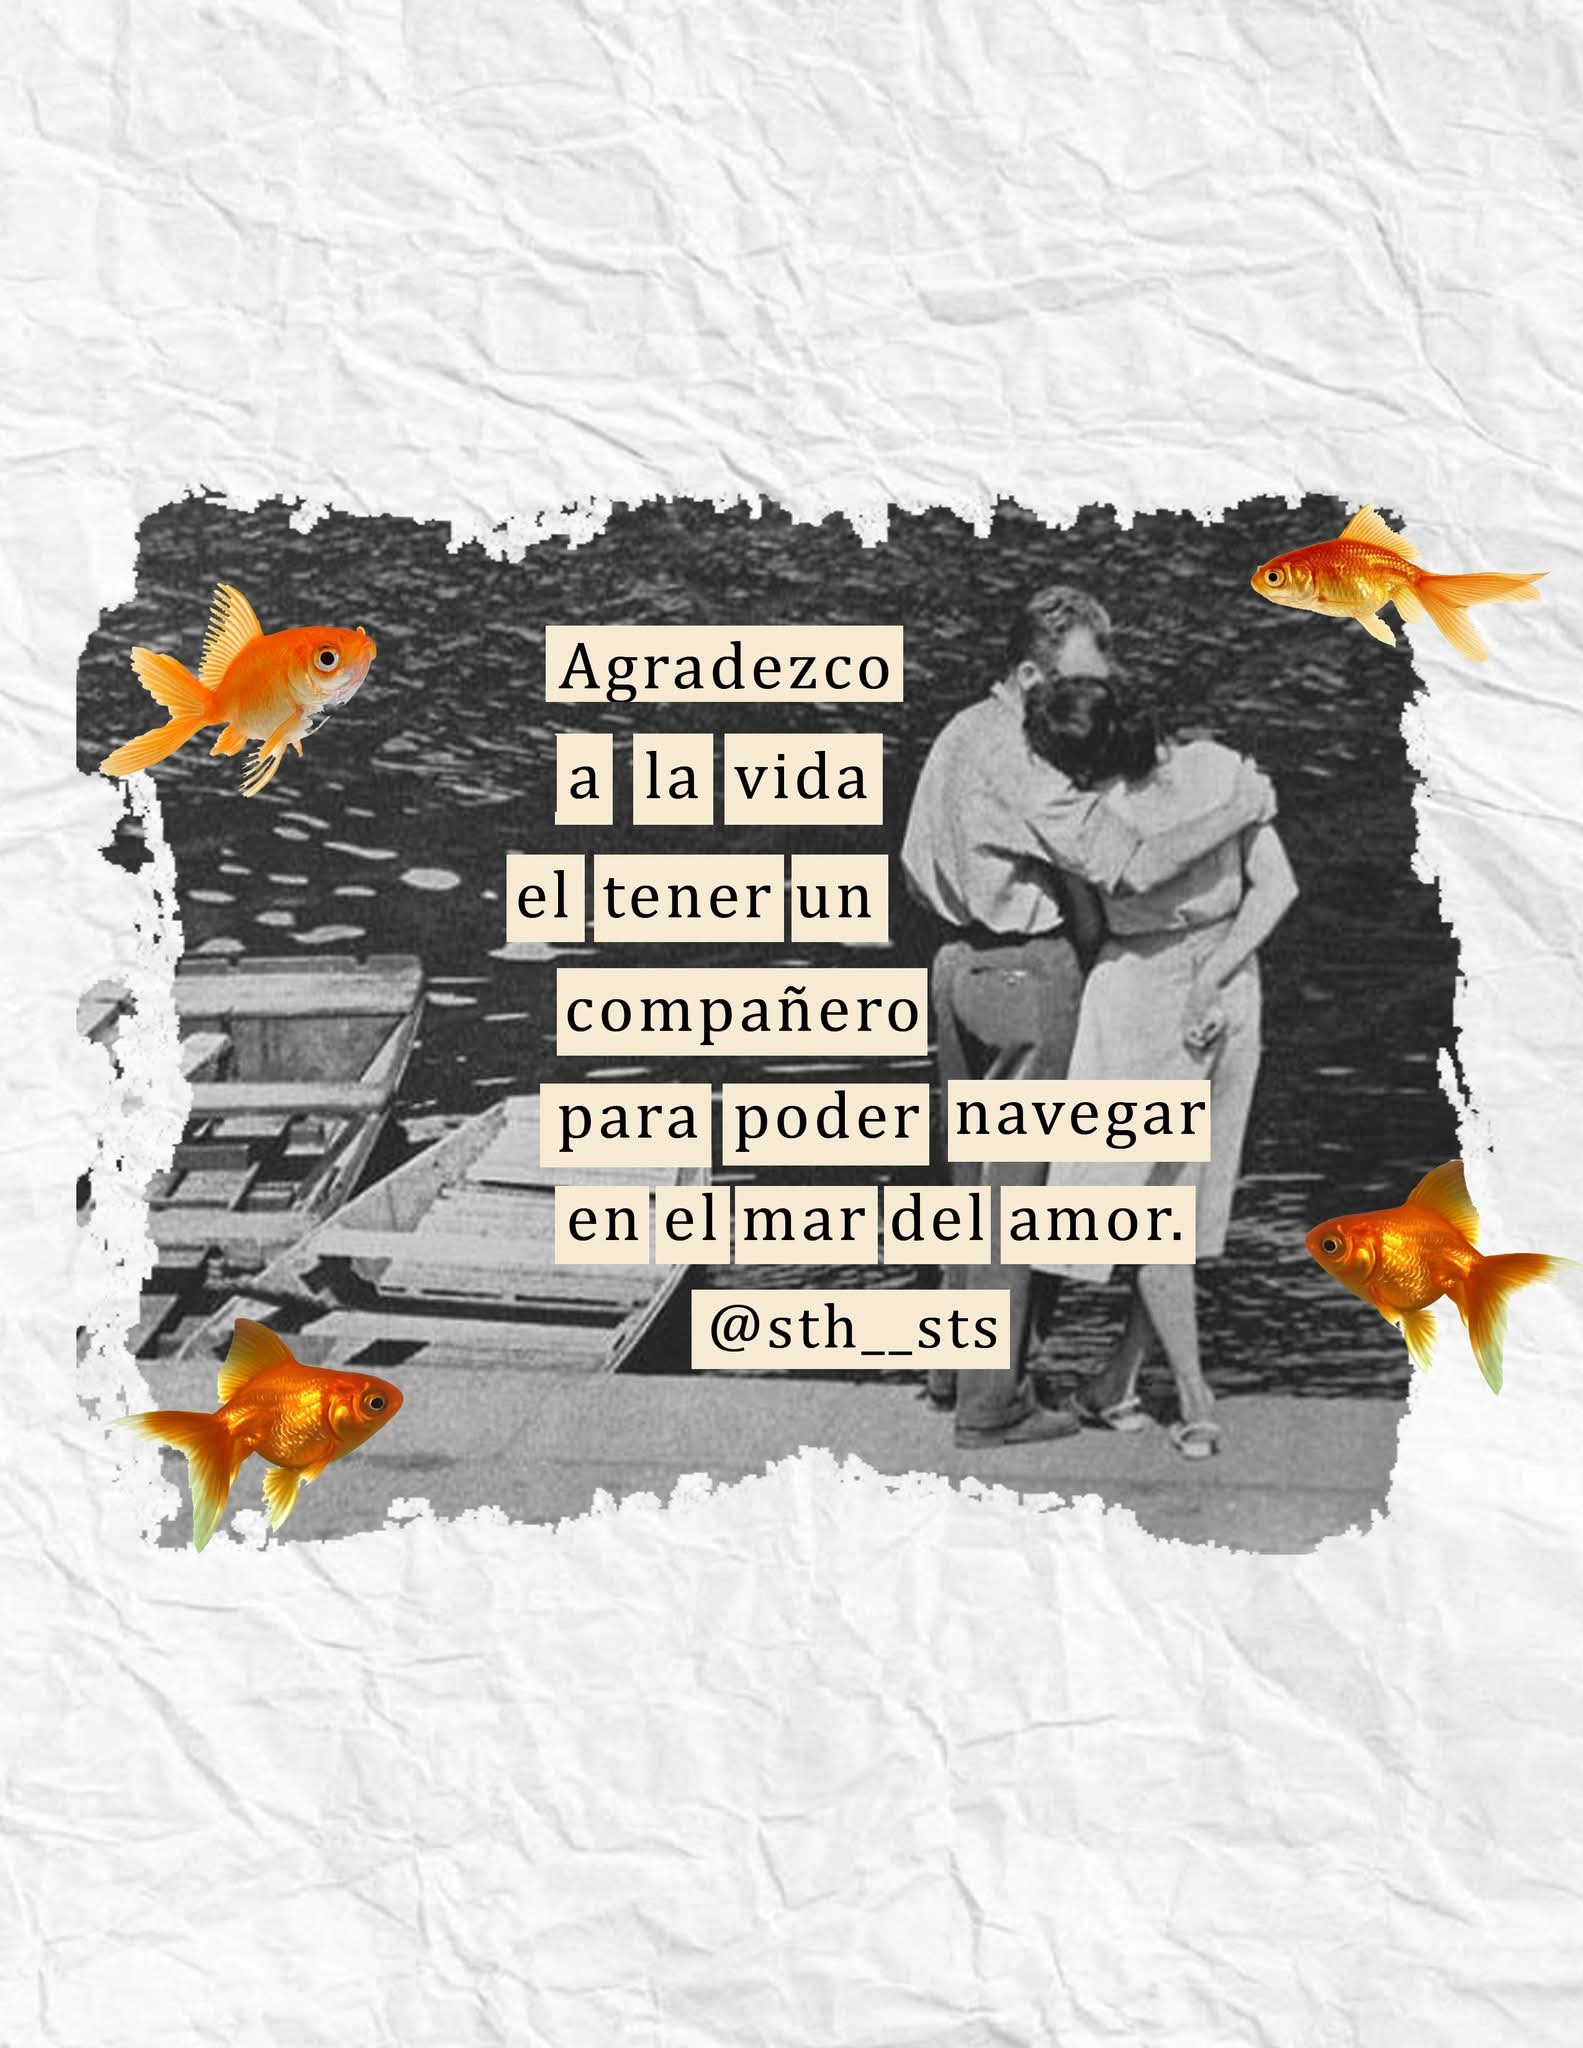 Agradezco
a la vida
el tener un
compañero
para poder navegar
en el mar del amor.
@sth__sts